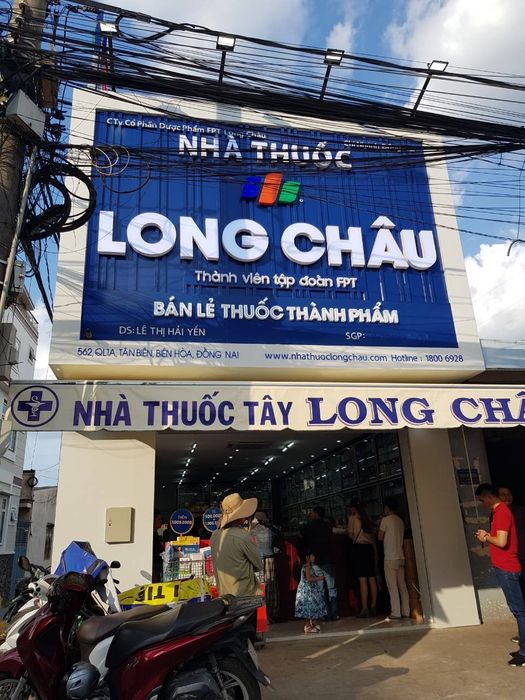 CTy Cổ Phần Dược Phẩm FPT Long Châu
NHÀ THUỐC
LONG CHÂU
Thành viên tập đoàn FPT
BÁN LẺ THUỐC THÀNH PHẨM
DS: LÊ THỊ HẢI YẾN
SGP:
562, QL1A, TÂN BIÊN, BIÊN HÒA, ĐỒNG NAI
www.nhathuoclongchau.com Hotline : 1800 6928
NHÀ THUỐC TÂY LONG CHÂ